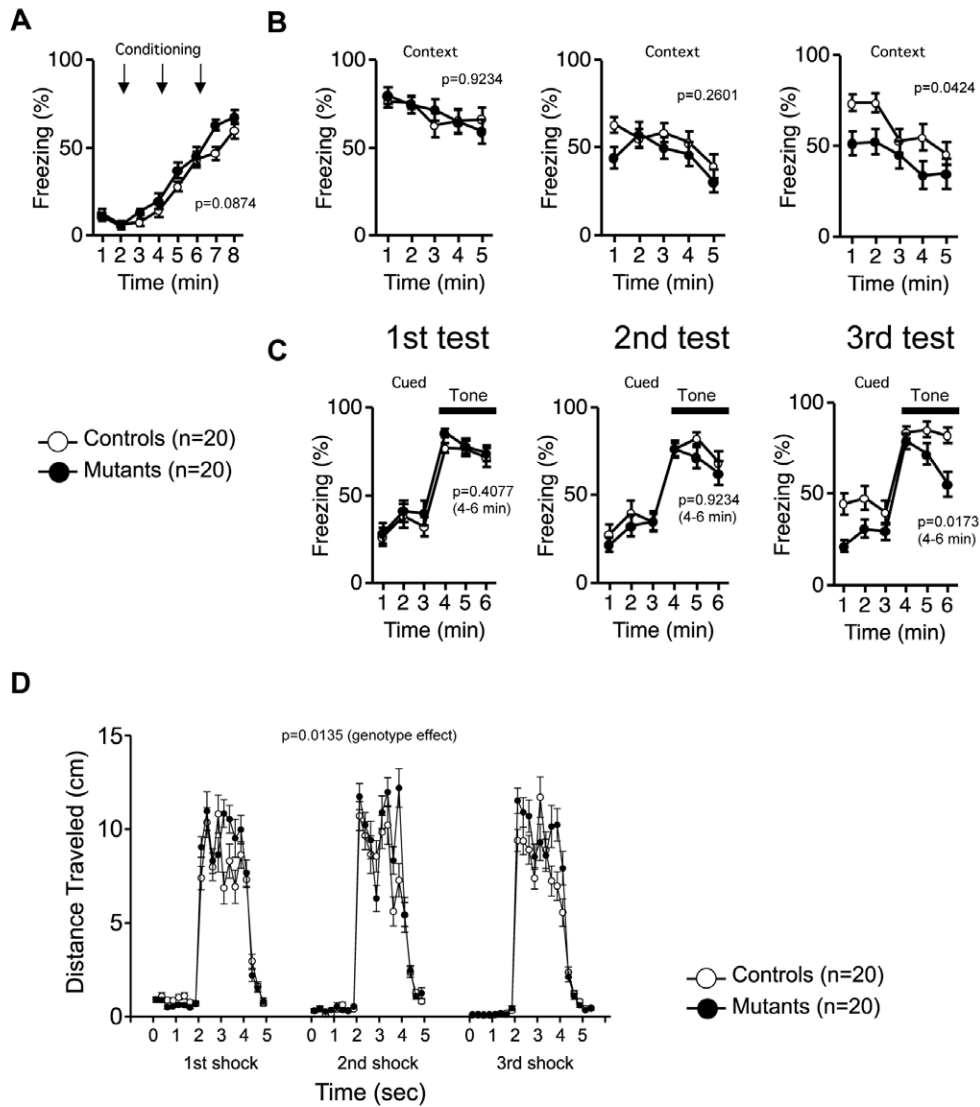 A
Conditioning
100
50
0
Freezing (%)
p=0.0874
1 2 3 4 5 6 7 8
Time (min)
B
Context
100
50
0
Freezing (%)
p=0.9234
1 2 3 4 5
Time (min)
Context
100
50
0
Freezing (%)
p=0.2601
1 2 3 4 5
Time (min)
Context
100
50
0
Freezing (%)
p=0.0424
1 2 3 4 5
Time (min)
1st test
2nd test
3rd test
C
Controls (n=20)
Mutants (n=20)
Cued
Tone
100
50
0
Freezing (%)
p=0.4077
(4-6 min)
1 2 3 4 5 6
Time (min)
Cued
Tone
100
50
0
Freezing (%)
p=0.9234
(4-6 min)
1 2 3 4 5 6
Time (min)
Cued
Tone
100
50
0
Freezing (%)
p=0.0173
(4-6 min)
1 2 3 4 5 6
Time (min)
D
15
10
5
0
Distance Traveled (cm)
p=0.0135 (genotype effect)
0 1 2 3 4 5
0 1 2 3 4 5
0 1 2 3 4 5
1st shock
2nd shock
3rd shock
Time (sec)
Controls (n=20)
Mutants (n=20)